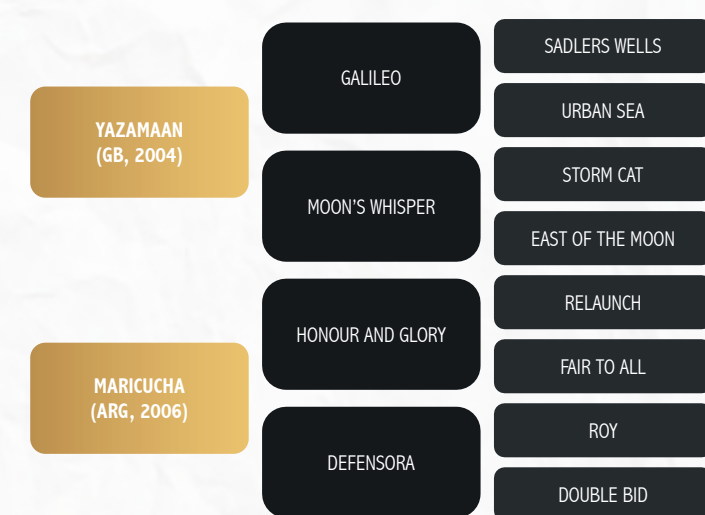 YAZAMAAN
(GB, 2004)
GALILEO
SADLERS WELLS
URBAN SEA
MOON'S WHISPER
STORM CAT
EAST OF THE MOON
MARICUCHA
(ARG, 2006)
HONOUR AND GLORY
RELAUNCH
FAIR TO ALL
DEFENSORA
ROY
DOUBLE BID